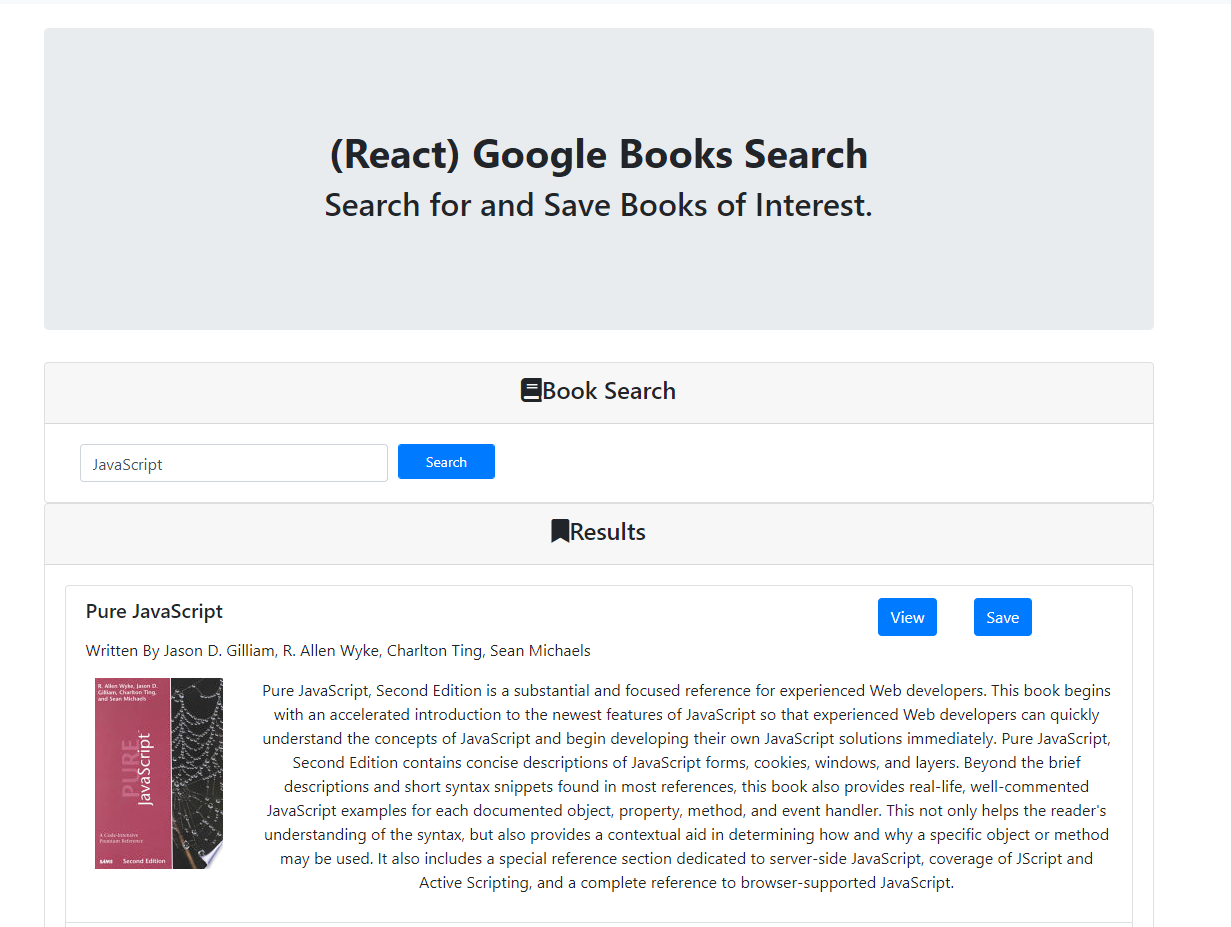 (React) Google Books Search
Search for and Save Books of Interest.
Book Search
JavaScript
Search
Results
Pure JavaScript
View
Save
Written By Jason D. Gilliam, R. Allen Wyke, Charlton Ting, Sean Michaels
R. Allen Wyke, Jason D.
Gilliam, Charlton Ting,
and Sean Michaels
PURE
JavaScript
A Code-Intensive
Premium Reference
SAMS
Second Edition
Pure JavaScript, Second Edition is a substantial and focused reference for experienced Web developers. This book begins
with an accelerated introduction to the newest features of JavaScript so that experienced Web developers can quickly
understand the concepts of JavaScript and begin developing their own JavaScript solutions immediately. Pure JavaScript,
Second Edition contains concise descriptions of JavaScript forms, cookies, windows, and layers. Beyond the brief
descriptions and short syntax snippets found in most references, this book also provides real-life, well-commented
JavaScript examples for each documented object, property, method, and event handler. This not only helps the reader's
understanding of the syntax, but also provides a contextual aid in determining how and why a specific object or method
may be used. It also includes a special reference section dedicated to server-side JavaScript, coverage of JScript and
Active Scripting, and a complete reference to browser-supported JavaScript.